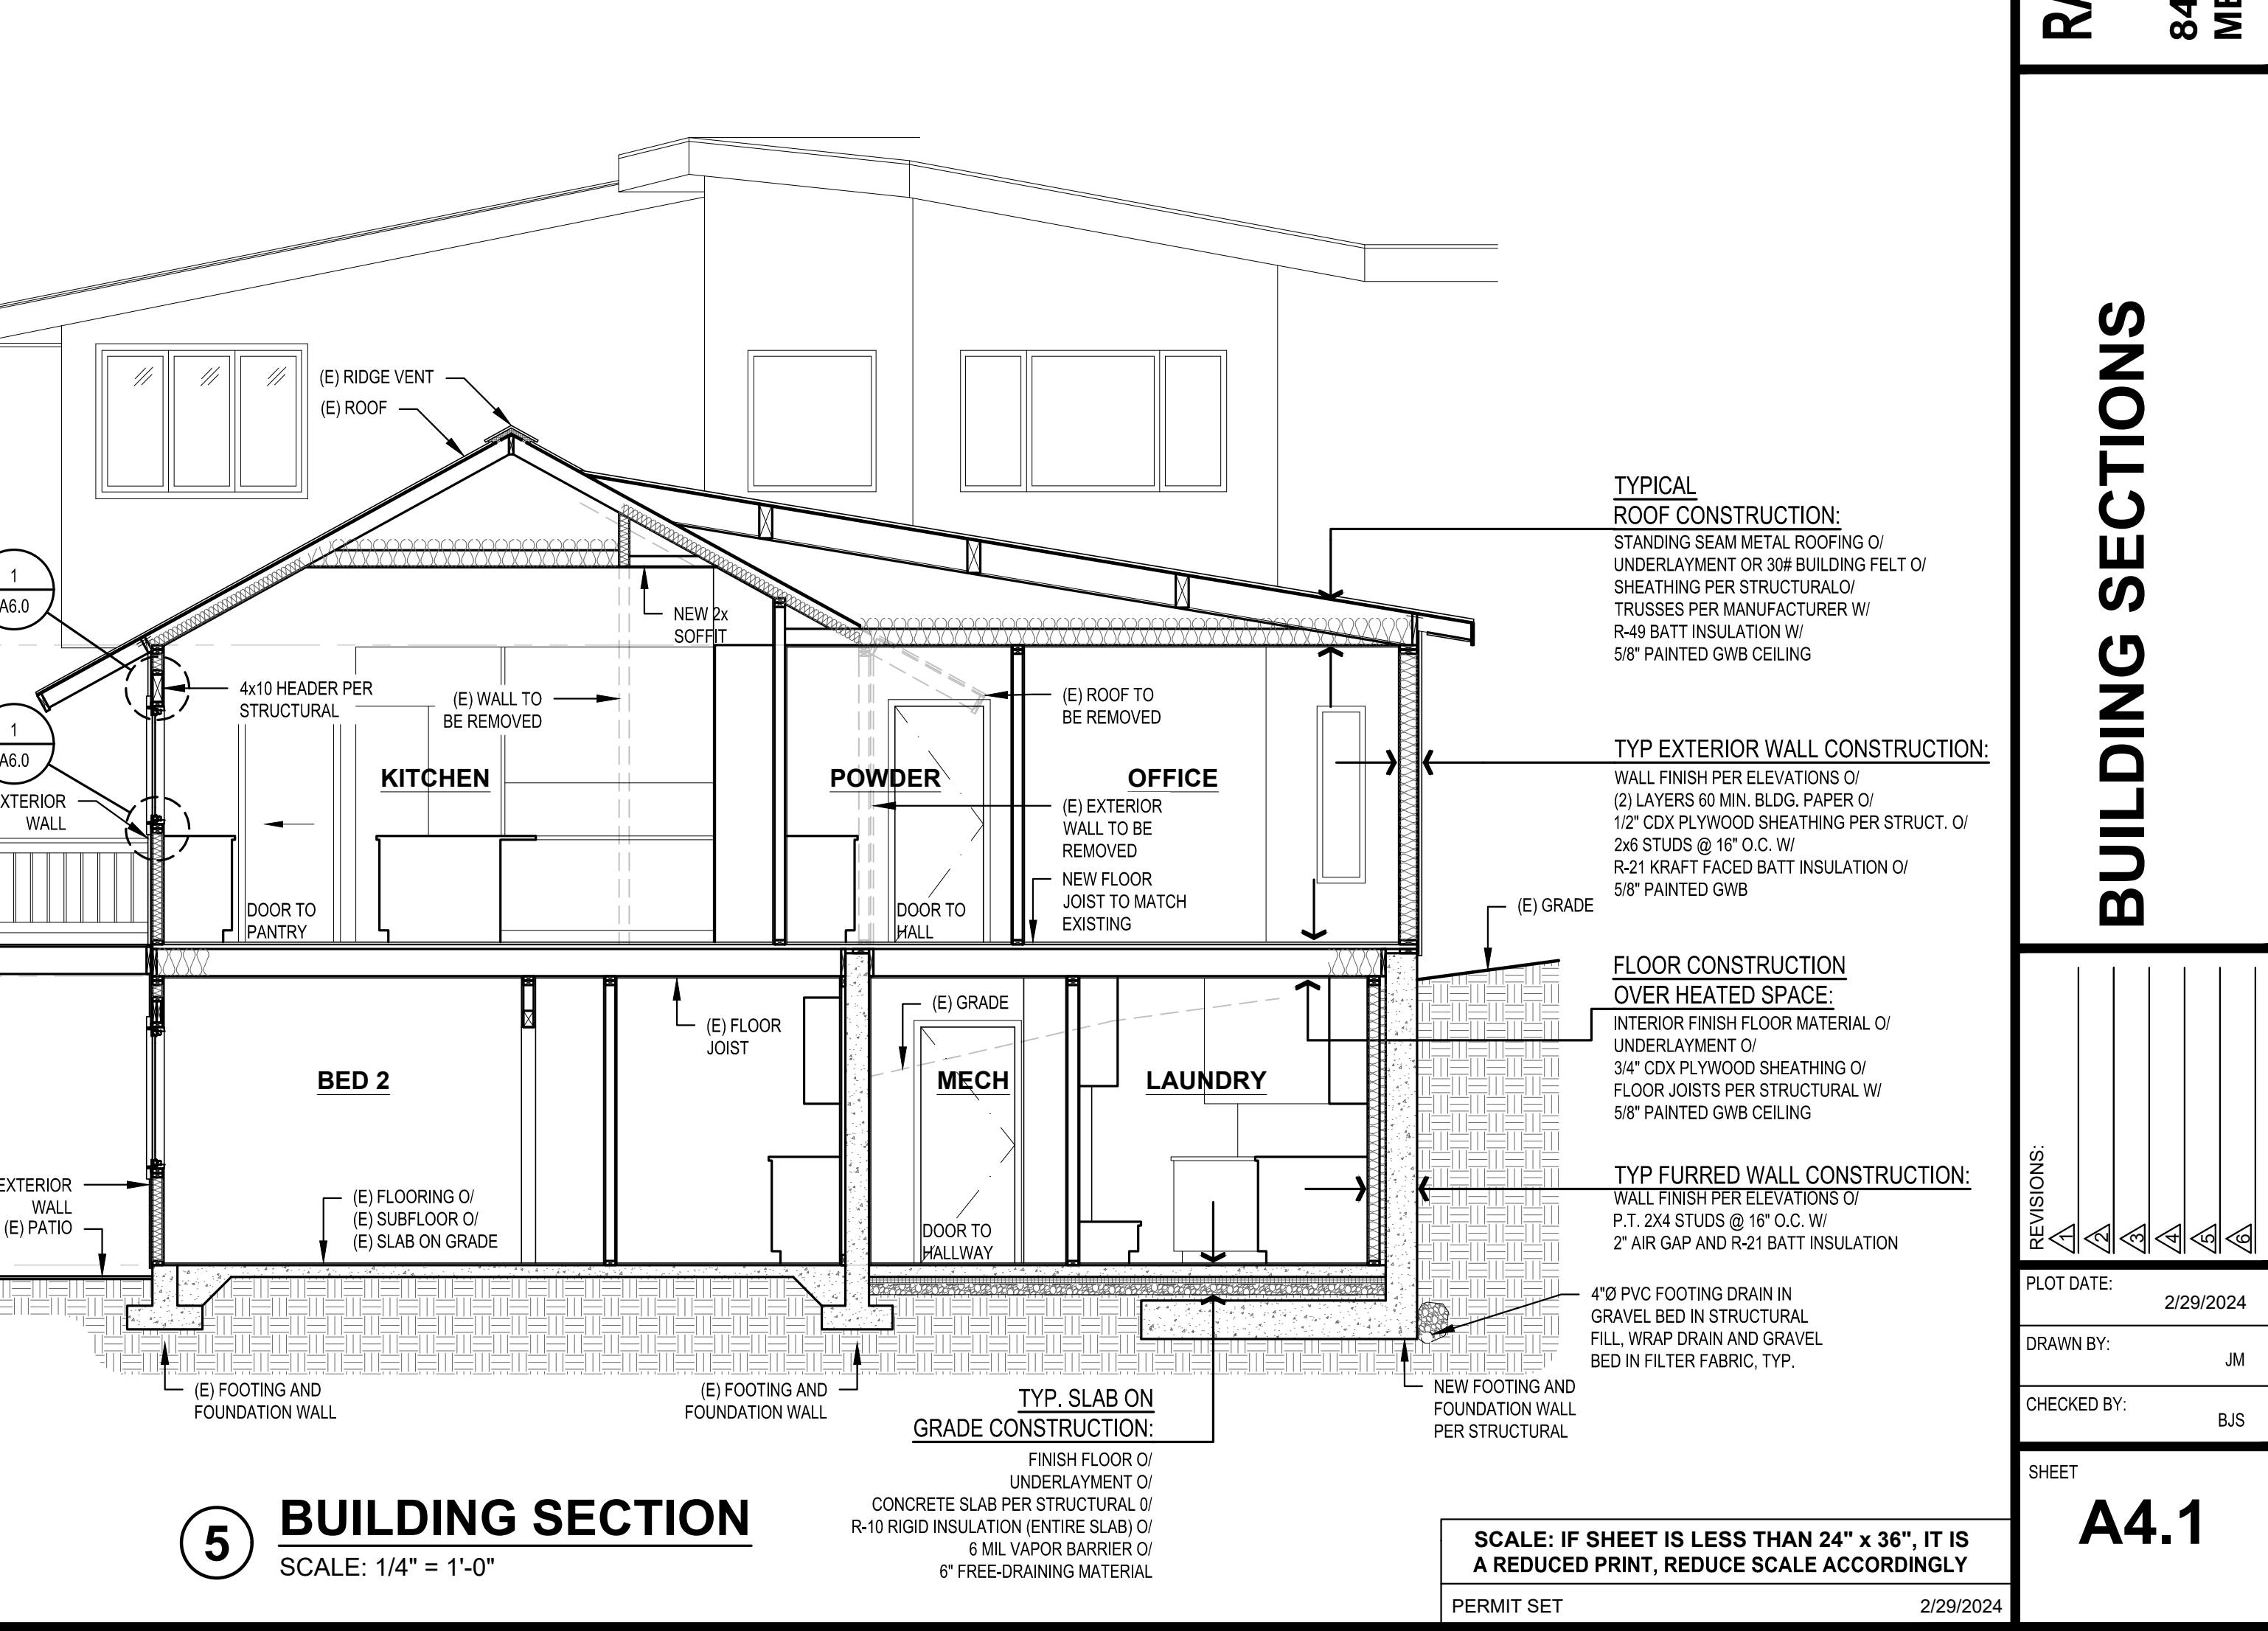 (E) RIDGE VENT
(E) ROOF
1
A6.0
1
A6.0
4x10 HEADER PER
STRUCTURAL
(E) WALL TO
BE REMOVED
NEW 2x
SOFFIT
(E) ROOF TO
BE REMOVED
KITCHEN
POWDER
OFFICE
(E) EXTERIOR
WALL TO BE
REMOVED
NEW FLOOR
JOIST TO MATCH
EXISTING
WALL
DOOR TO
PANTRY
DOOR TO
HALL
(E) GRADE
(E) GRADE
(E) FLOOR
JOIST
BED 2
MECH
LAUNDRY
EXTERIOR
WALL
(E) PATIO
(E) FLOORING O/
(E) SUBFLOOR O/
(E) SLAB ON GRADE
DOOR TO
HALLWAY
(E) FOOTING AND
FOUNDATION WALL
(E) FOOTING AND
FOUNDATION WALL
NEW FOOTING AND
FOUNDATION WALL
PER STRUCTURAL
TYPICAL
ROOF CONSTRUCTION:
STANDING SEAM METAL ROOFING O/
UNDERLAYMENT OR 30# BUILDING FELT O/
SHEATHING PER STRUCTURALO/
TRUSSES PER MANUFACTURER W/
R-49 BATT INSULATION W/
5/8" PAINTED GWB CEILING
TYP EXTERIOR WALL CONSTRUCTION:
WALL FINISH PER ELEVATIONS O/
(2) LAYERS 60 MIN. BLDG. PAPER O/
1/2" CDX PLYWOOD SHEATHING PER STRUCT. O/
2x6 STUDS @ 16" O.C. W/
R-21 KRAFT FACED BATT INSULATION O/
5/8" PAINTED GWB
FLOOR CONSTRUCTION
OVER HEATED SPACE:
INTERIOR FINISH FLOOR MATERIAL O/
UNDERLAYMENT O/
3/4" CDX PLYWOOD SHEATHING O/
FLOOR JOISTS PER STRUCTURAL W/
5/8" PAINTED GWB CEILING
TYP FURRED WALL CONSTRUCTION:
WALL FINISH PER ELEVATIONS O/
P.T. 2X4 STUDS @ 16" O.C. W/
2" AIR GAP AND R-21 BATT INSULATION
4"Ø PVC FOOTING DRAIN IN
GRAVEL BED IN STRUCTURAL
FILL, WRAP DRAIN AND GRAVEL
BED IN FILTER FABRIC, TYP.
TYP. SLAB ON
GRADE CONSTRUCTION:
FINISH FLOOR O/
UNDERLAYMENT O/
CONCRETE SLAB PER STRUCTURAL 0/
R-10 RIGID INSULATION (ENTIRE SLAB) O/
6 MIL VAPOR BARRIER O/
6" FREE-DRAINING MATERIAL
5
BUILDING SECTION
SCALE: 1/4" = 1'-0"
SCALE: IF SHEET IS LESS THAN 24" x 36", IT IS
A REDUCED PRINT, REDUCE SCALE ACCORDINGLY
PERMIT SET 2/29/2024
84
BUILDING SECTIONS
REVISIONS:
1
2
3
4
5
6
PLOT DATE:
2/29/2024
DRAWN BY:
JM
CHECKED BY:
BJS
SHEET
A4.1